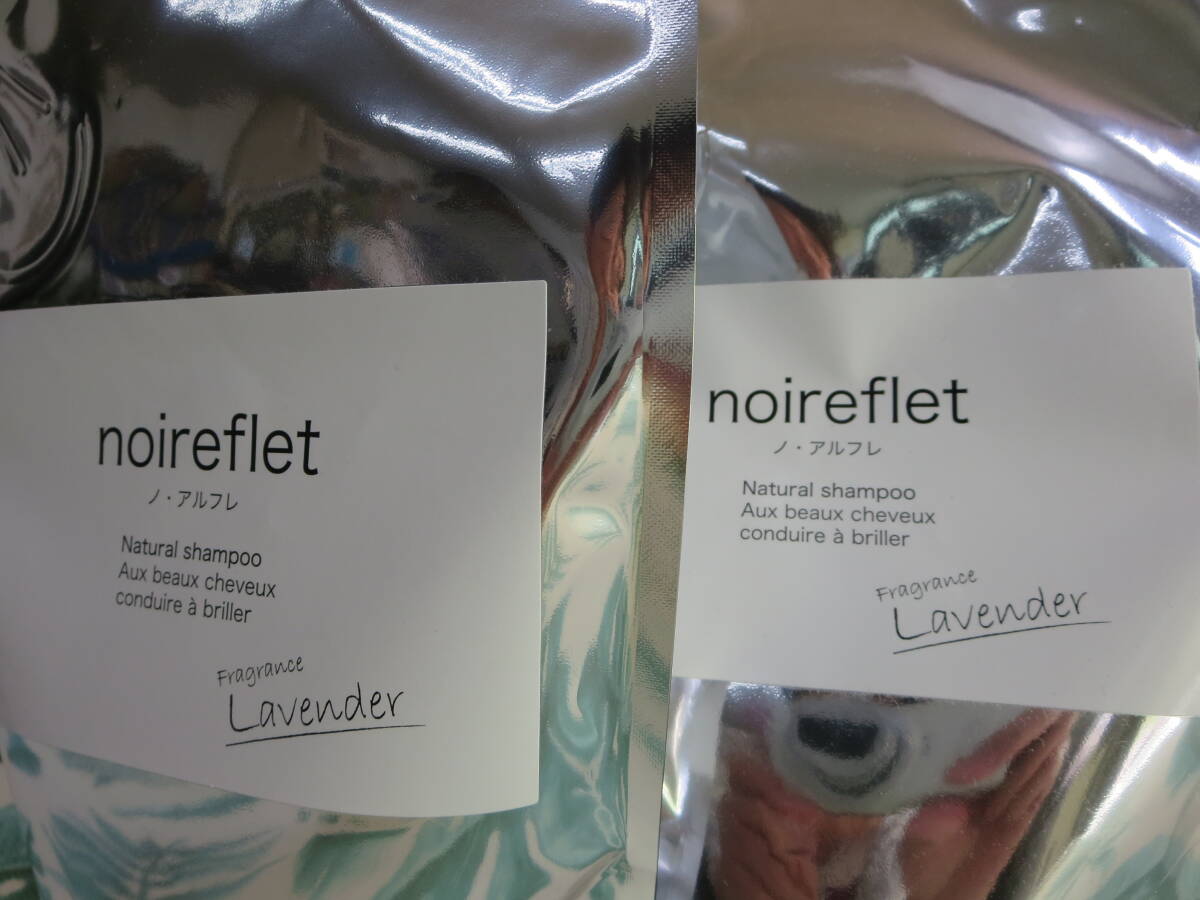 noireflet
ノ・アルフレ
Natural shampoo
Aux beaux cheveux
conduire à briller
Fragrance
Lavender
noireflet
ノ・アルフレ
Natural shampoo
Aux beaux cheveux
conduire à briller
Fragrance
Lavender